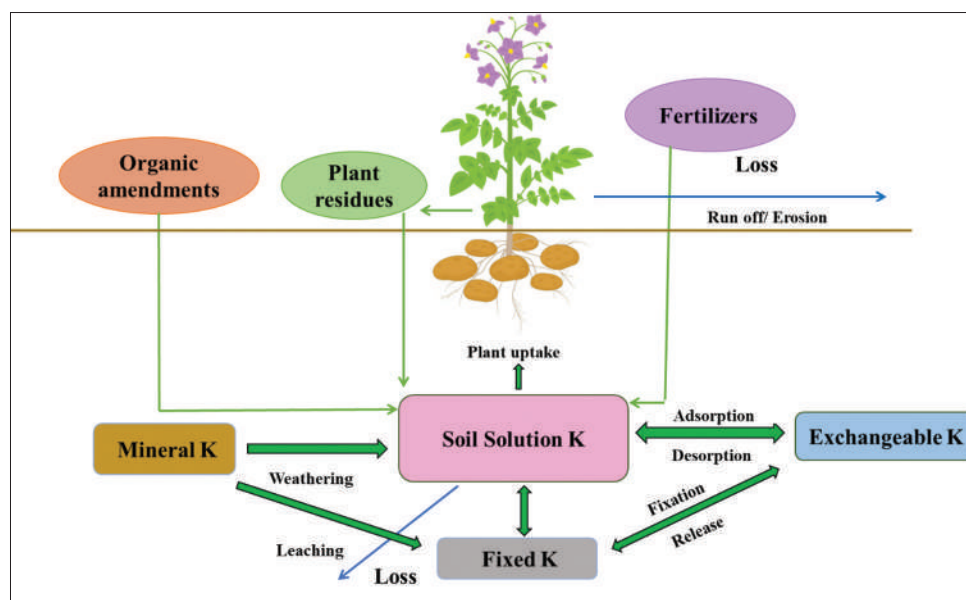 Fertilizers
Organic
amendments
Plant
residues
Loss
Run off/ Erosion
Plant uptake
Mineral K
Soil Solution K
Adsorption
Desorption
Exchangeable K
Weathering
Fixation
Release
Leaching
Loss
Fixed K